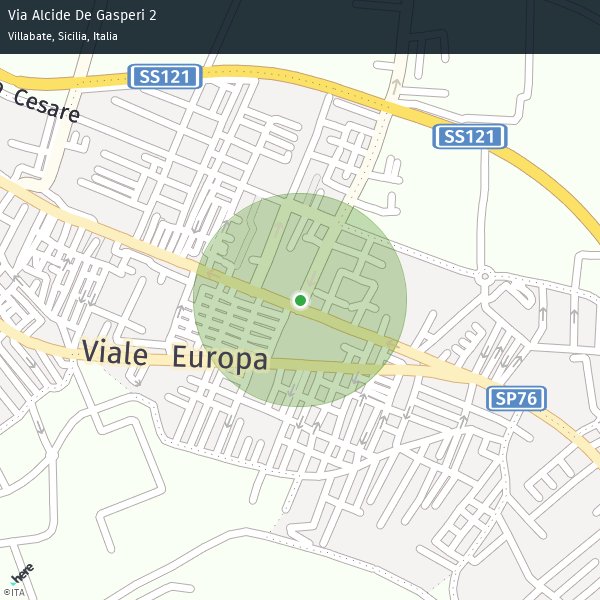 Via Alcide De Gasperi 2
Villabate, Sicilia, Italia
SS121
Cesare
SS121
Viale Europa
SP76
here
©ITA